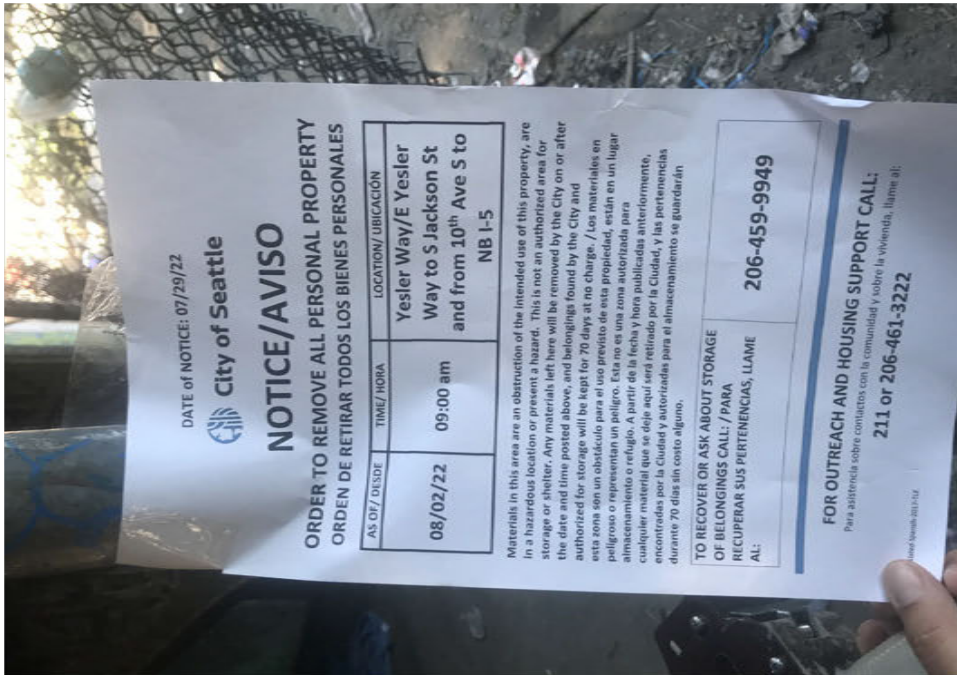 DATE of NOTICE: 07/29/22
City of Seattle
NOTICE/AVISO
ORDER TO REMOVE ALL PERSONAL PROPERTY
ORDEN DE RETIRAR TODOS LOS BIENES PERSONALES
AS OF/ DESDE TIME/ HORA LOCATION/ UBICACIÓN
08/02/22 09:00 am Yesler Way/E Yesler
Way to S Jackson St
and from 10th Ave S to
NB I-5
Materials in this area are an obstruction of the intended use of this property, are
in a hazardous location or present a hazard. This is not an authorized area for
storage or shelter. Any materials left here will be removed by the City on or after
the date and time posted above, and belongings found by the City and
authorized for storage will be kept for 70 days at no charge. / Los materiales en
esta zona son un obstáculo para el uso previsto de esta propiedad, están en un lugar
peligroso o representan un peligro. Esta no es una zona autorizada para
almacenamiento o refugio. A partir de la fecha y hora publicadas anteriormente,
cualquier material que se deje aquí será retirado por la Ciudad, y las pertenencias
encontradas por la Ciudad y autorizadas para el almacenamiento se guardarán
durante 70 días sin costo alguno.
TO RECOVER OR ASK ABOUT STORAGE
OF BELONGINGS CALL: / PARA
RECUPERAR SUS PERTENENCIAS, LLAME
AL:
206-459-9949
FOR OUTREACH AND HOUSING SUPPORT CALL:
Para asistencia sobre contactos con la comunidad y sobre la vivienda, llame al:
211 or 206-461-3222